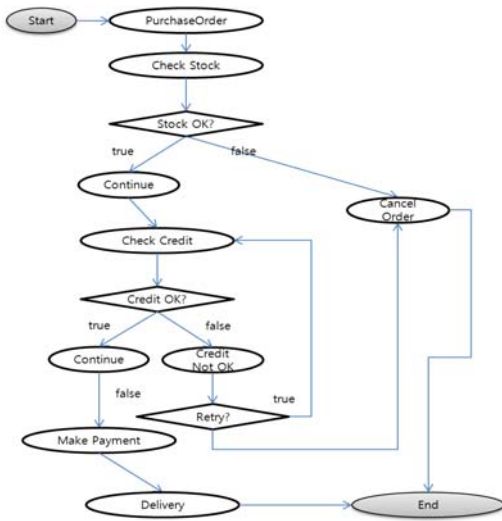 Start
PurchaseOrder
Check Stock
Stock OK?
true
false
Continue
Cancel
Order
Check Credit
Credit OK?
true
false
Continue
Credit
Not OK
false
true
Retry?
Make Payment
Delivery
End